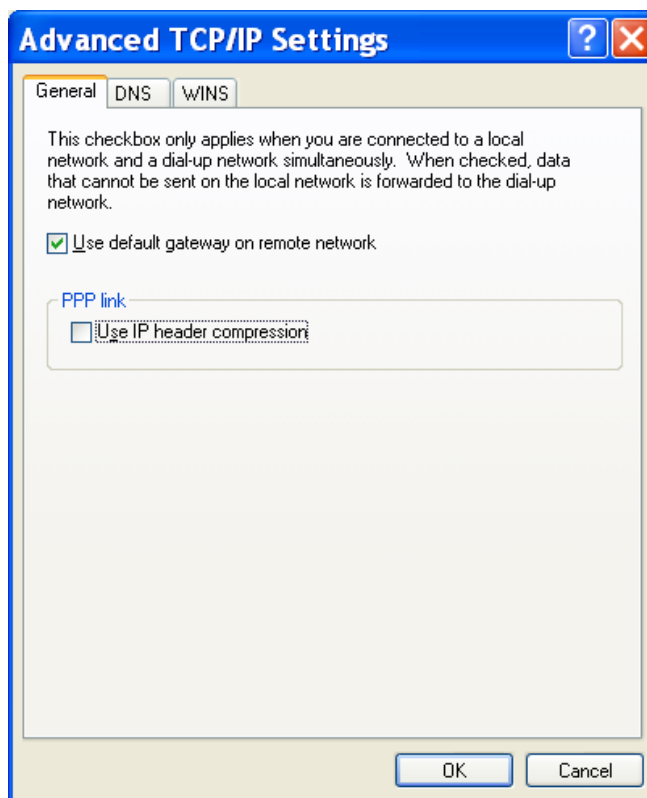 Advanced TCP/IP Settings
General DNS WINS
This checkbox only applies when you are connected to a local
network and a dial-up network simultaneously. When checked, data
that cannot be sent on the local network is forwarded to the dial-up
network.
Use default gateway on remote network
PPP link
Use IP header compression
OK Cancel